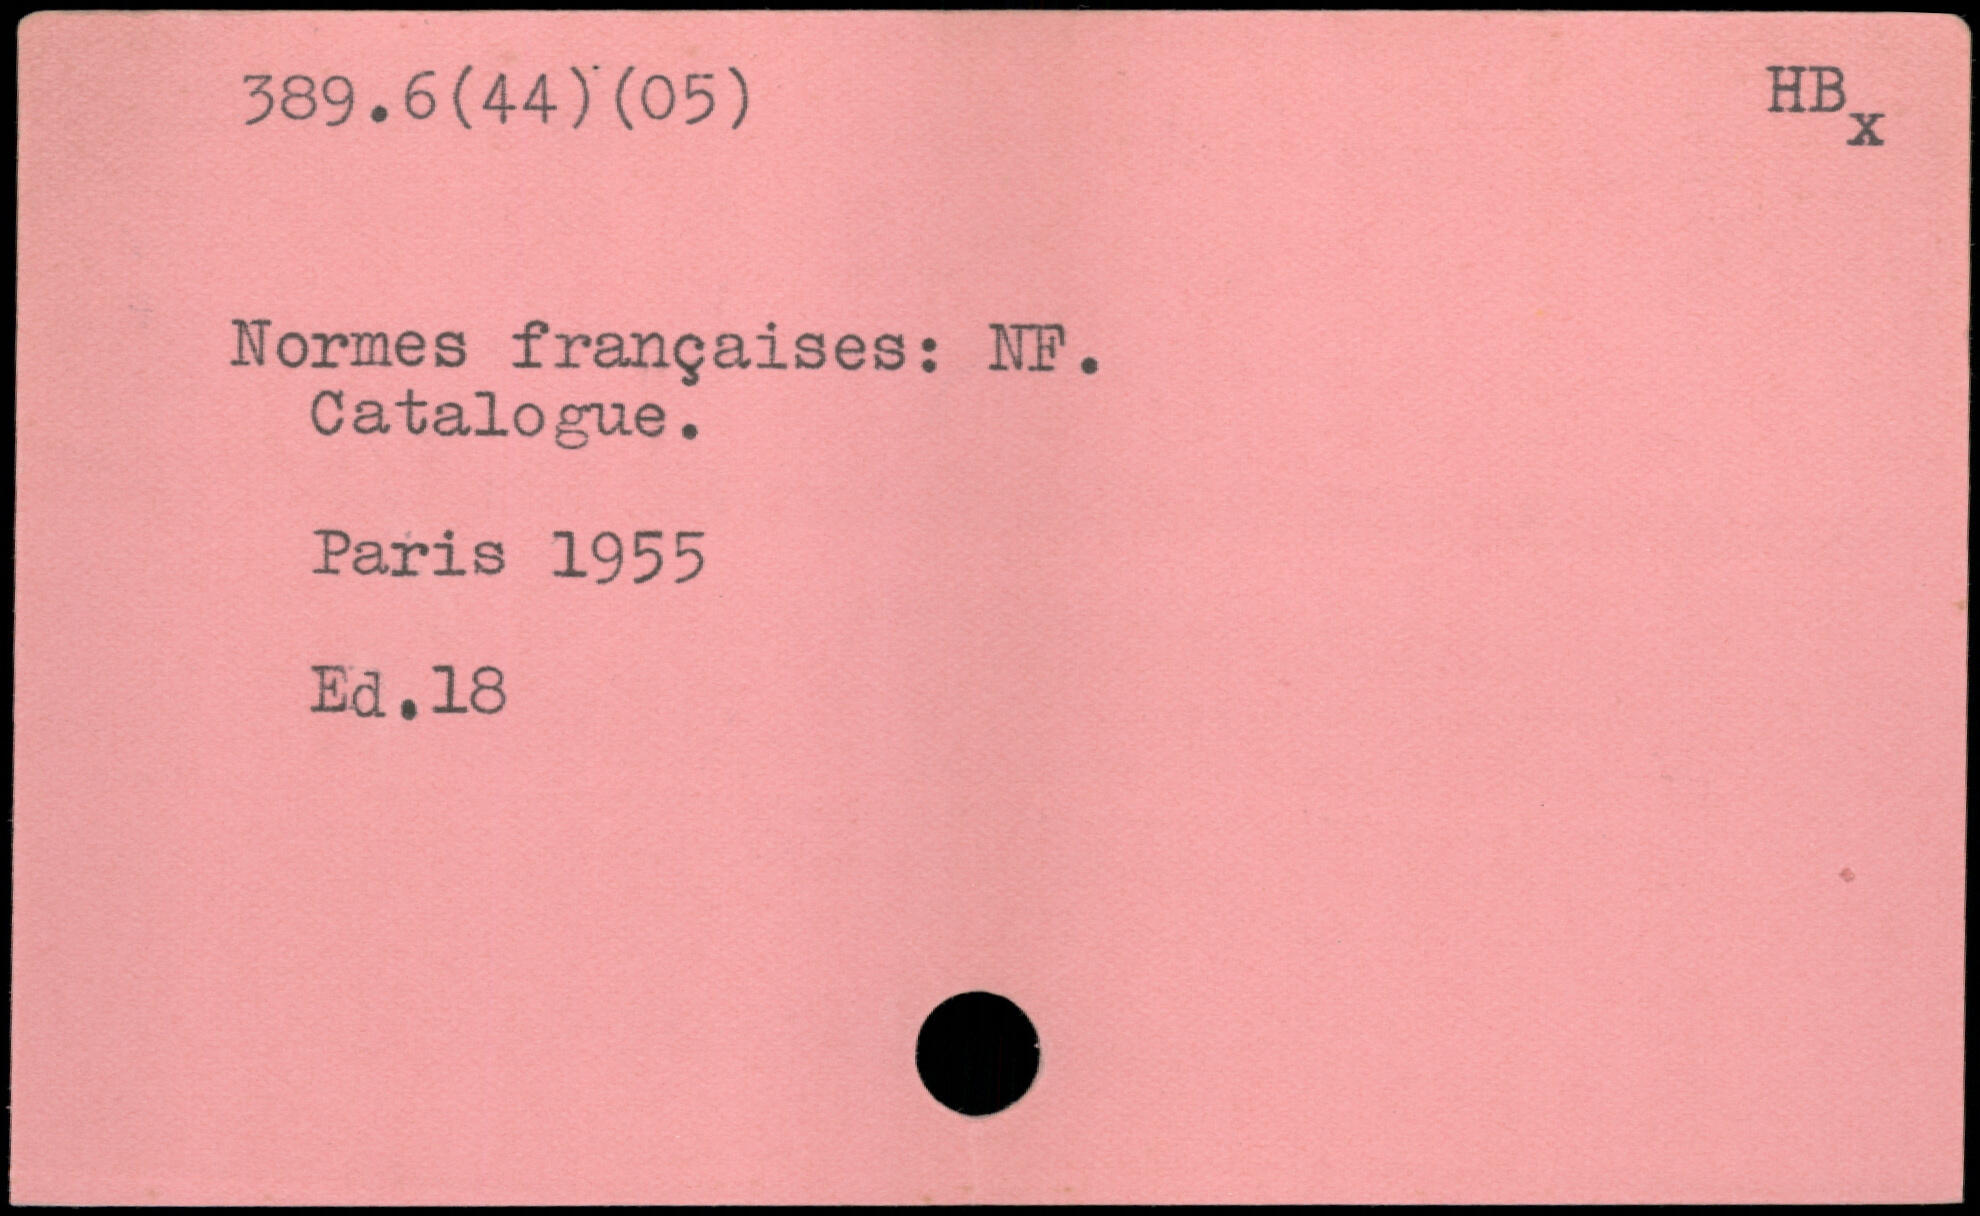 389.6(44)(05) HBx
Normes françaises: NF.
Catalogue.
Paris 1955
Ed.18